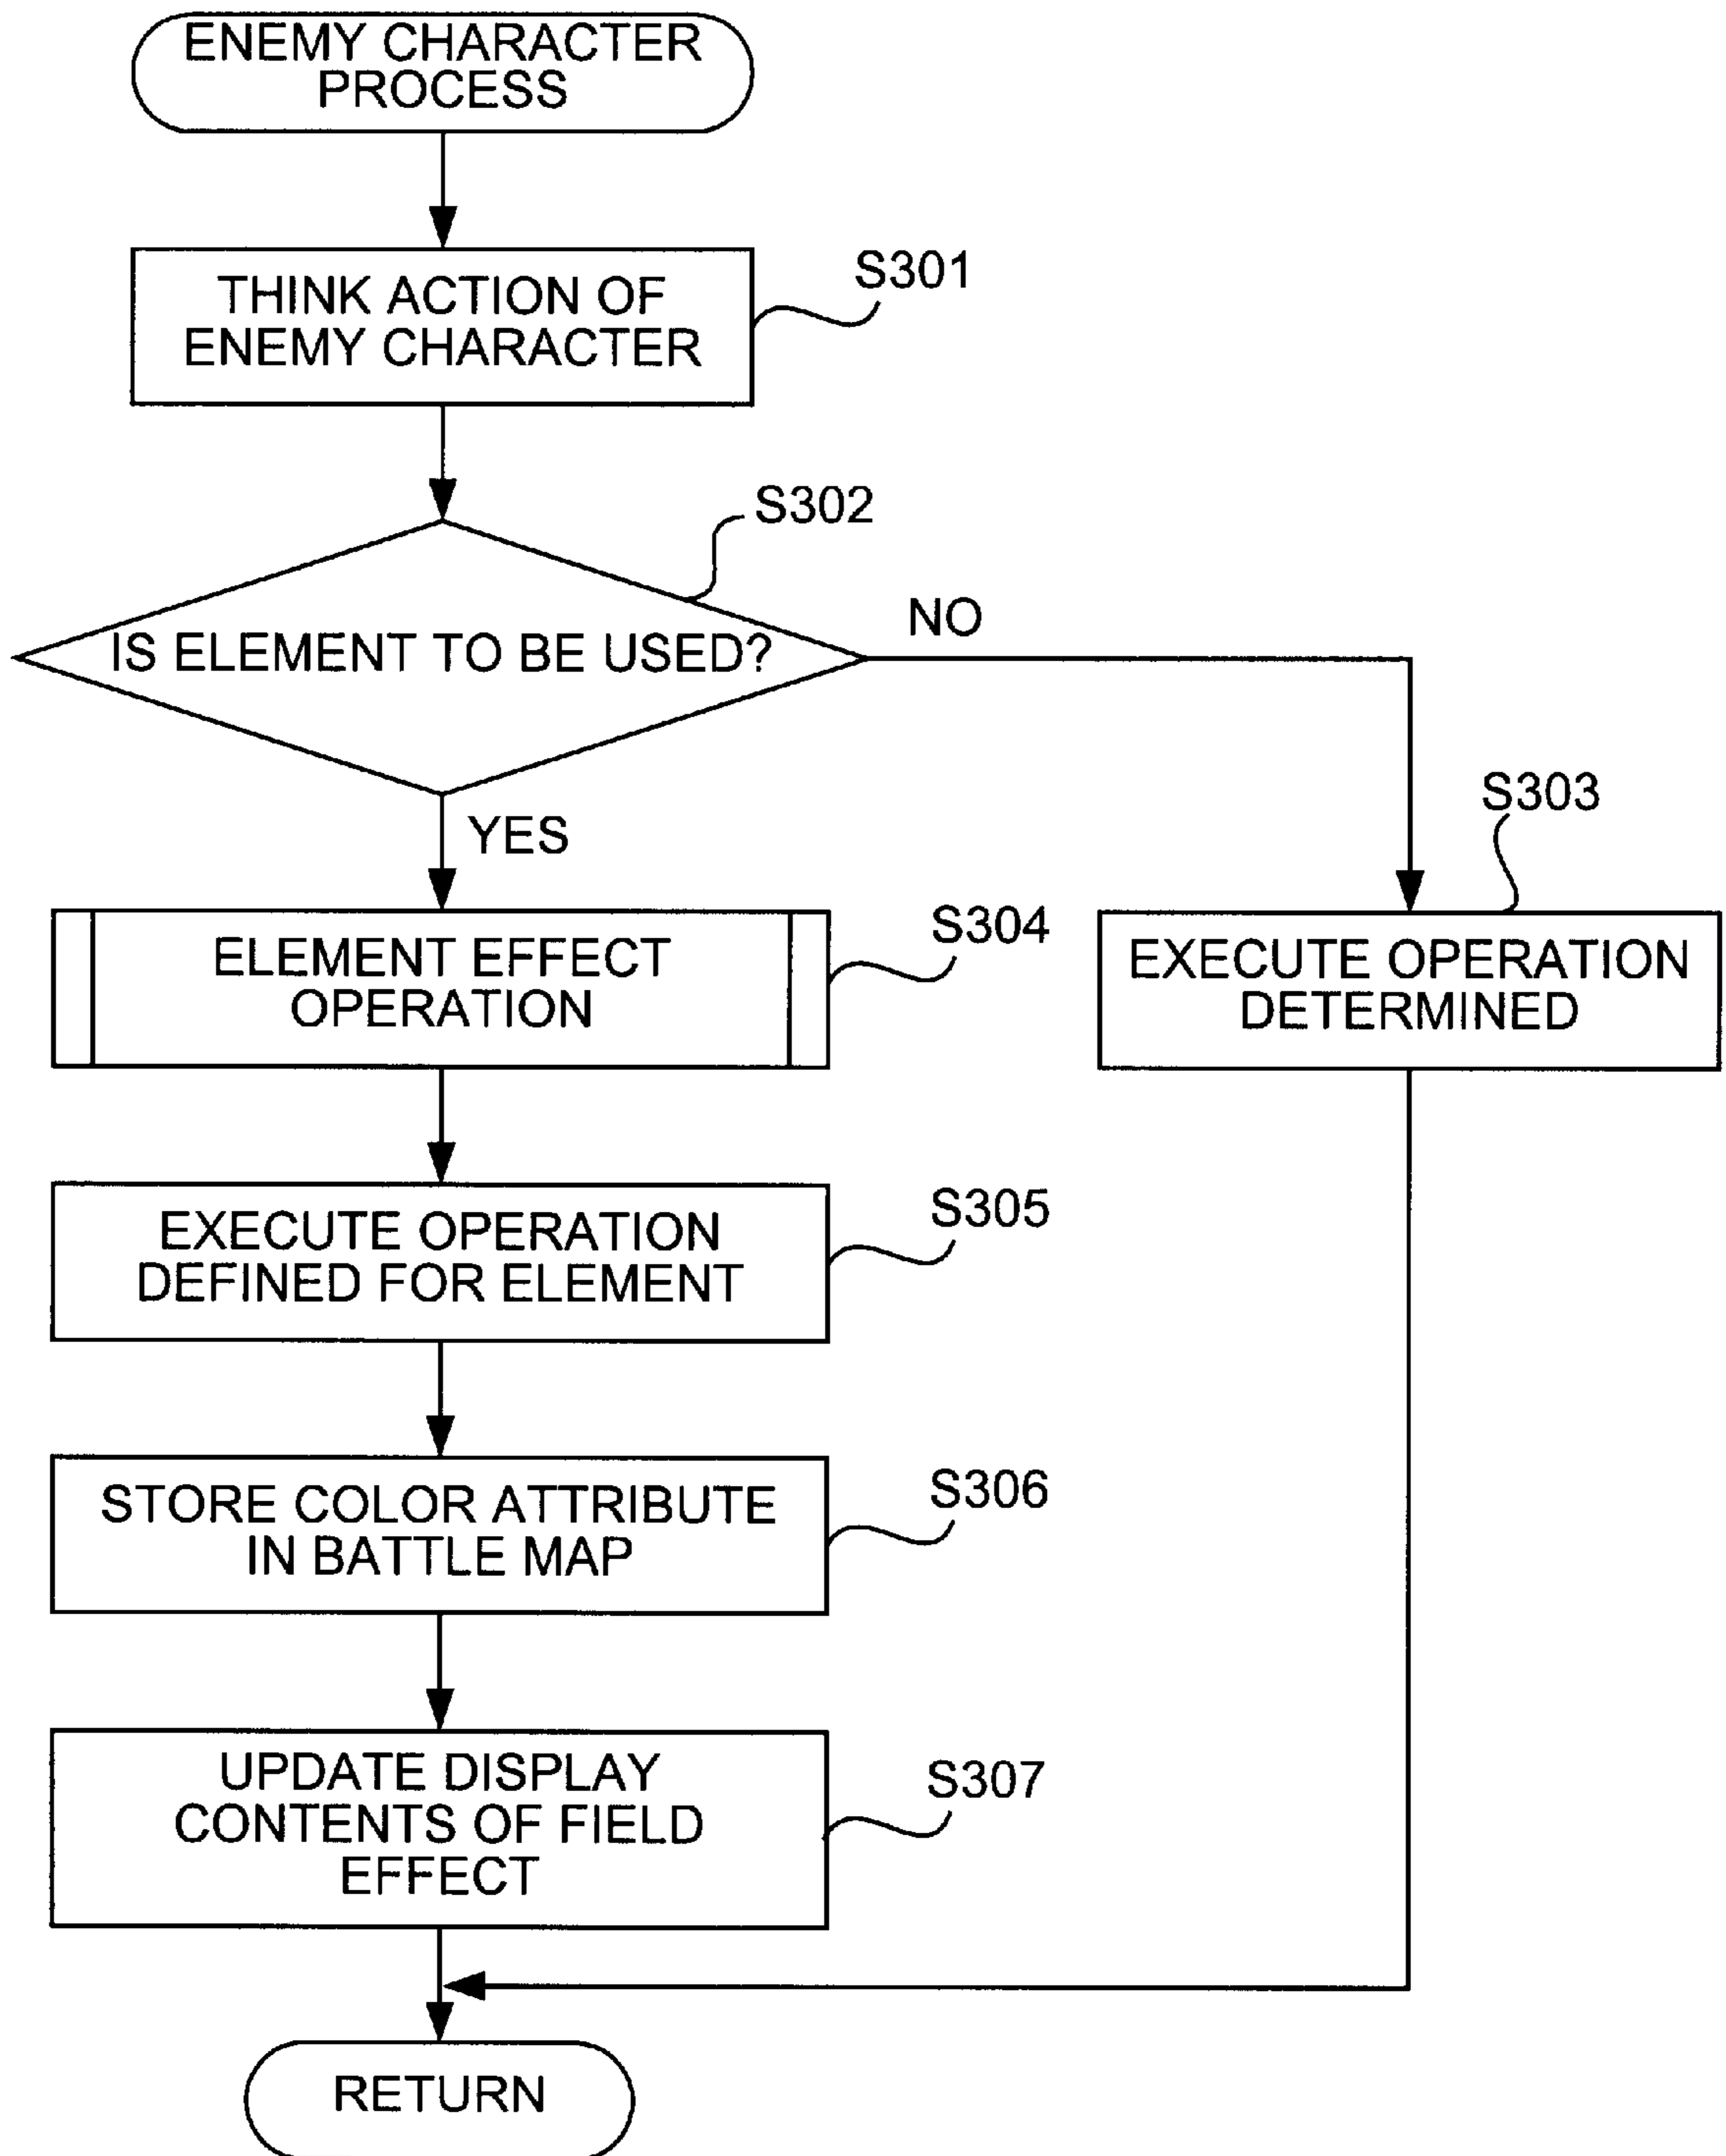 ENEMY CHARACTER
PROCESS
THINK ACTION OF
ENEMY CHARACTER
S301
S302
IS ELEMENT TO BE USED?
NO
YES
S303
EXECUTE OPERATION
DETERMINED
S304
ELEMENT EFFECT
OPERATION
S305
EXECUTE OPERATION
DEFINED FOR ELEMENT
S306
STORE COLOR ATTRIBUTE
IN BATTLE MAP
S307
UPDATE DISPLAY
CONTENTS OF FIELD
EFFECT
RETURN